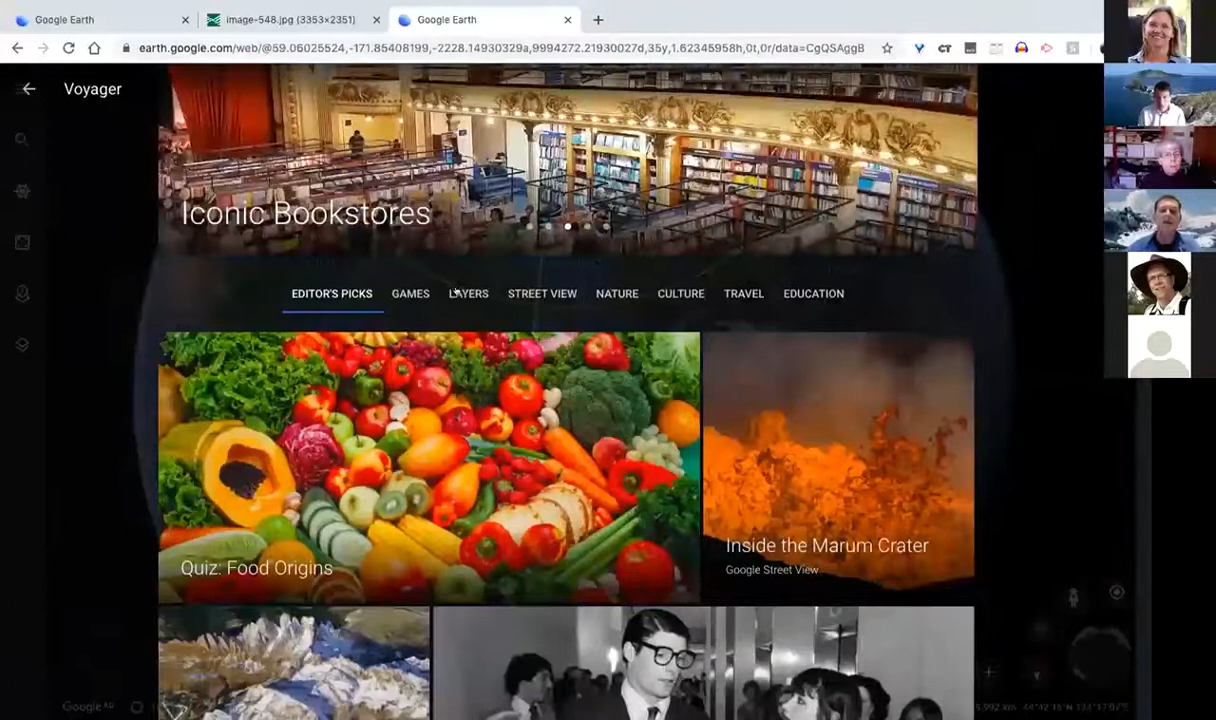 Google Earth
image-548.jpg (3353×2351)
Google Earth
earth.google.com/web/@59.06025524,-171.85408199,-2228.14930329a,9994272.21930027d,35y,1.62345958h,0t,0r/data=CgQSAggB
CT
Voyager
Iconic Bookstores
EDITOR'S PICKS GAMES LAYERS STREET VIEW NATURE CULTURE TRAVEL EDUCATION
Quiz: Food Origins
Inside the Marum Crater
Google Street View
Google